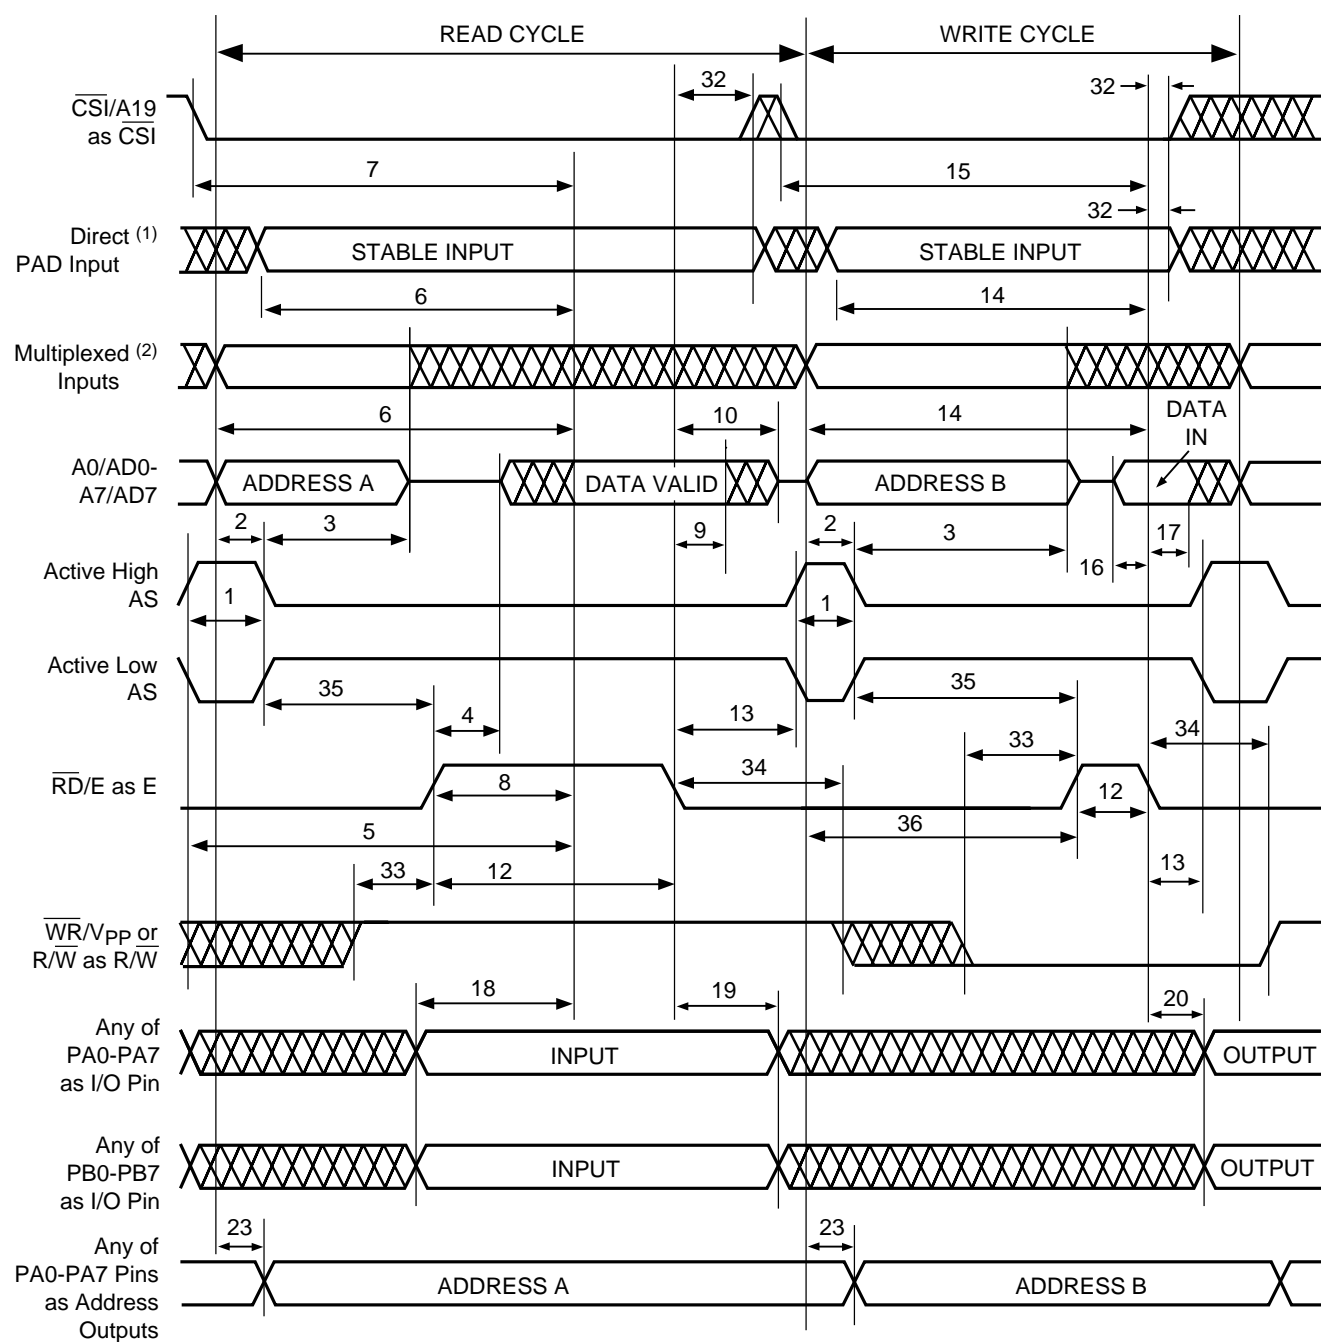 READ CYCLE
WRITE CYCLE
32
32
CSI/A19
as CSI
7
15
32
Direct (1)
PAD Input
STABLE INPUT
STABLE INPUT
6
14
Multiplexed (2)
Inputs
6
10
14
DATA
IN
A0/AD0-
A7/AD7
ADDRESS A
DATA VALID
ADDRESS B
2
3
9
2
3
17
16
Active High
AS
1
1
Active Low
AS
35
35
4
13
33
34
34
RD/E as E
8
12
5
36
33
12
13
WR/VPP or
R/W as R/W
18
19
20
Any of
PA0-PA7
as I/O Pin
INPUT
OUTPUT
Any of
PB0-PB7
as I/O Pin
INPUT
OUTPUT
23
23
Any of
PA0-PA7 Pins
as Address
Outputs
ADDRESS A
ADDRESS B